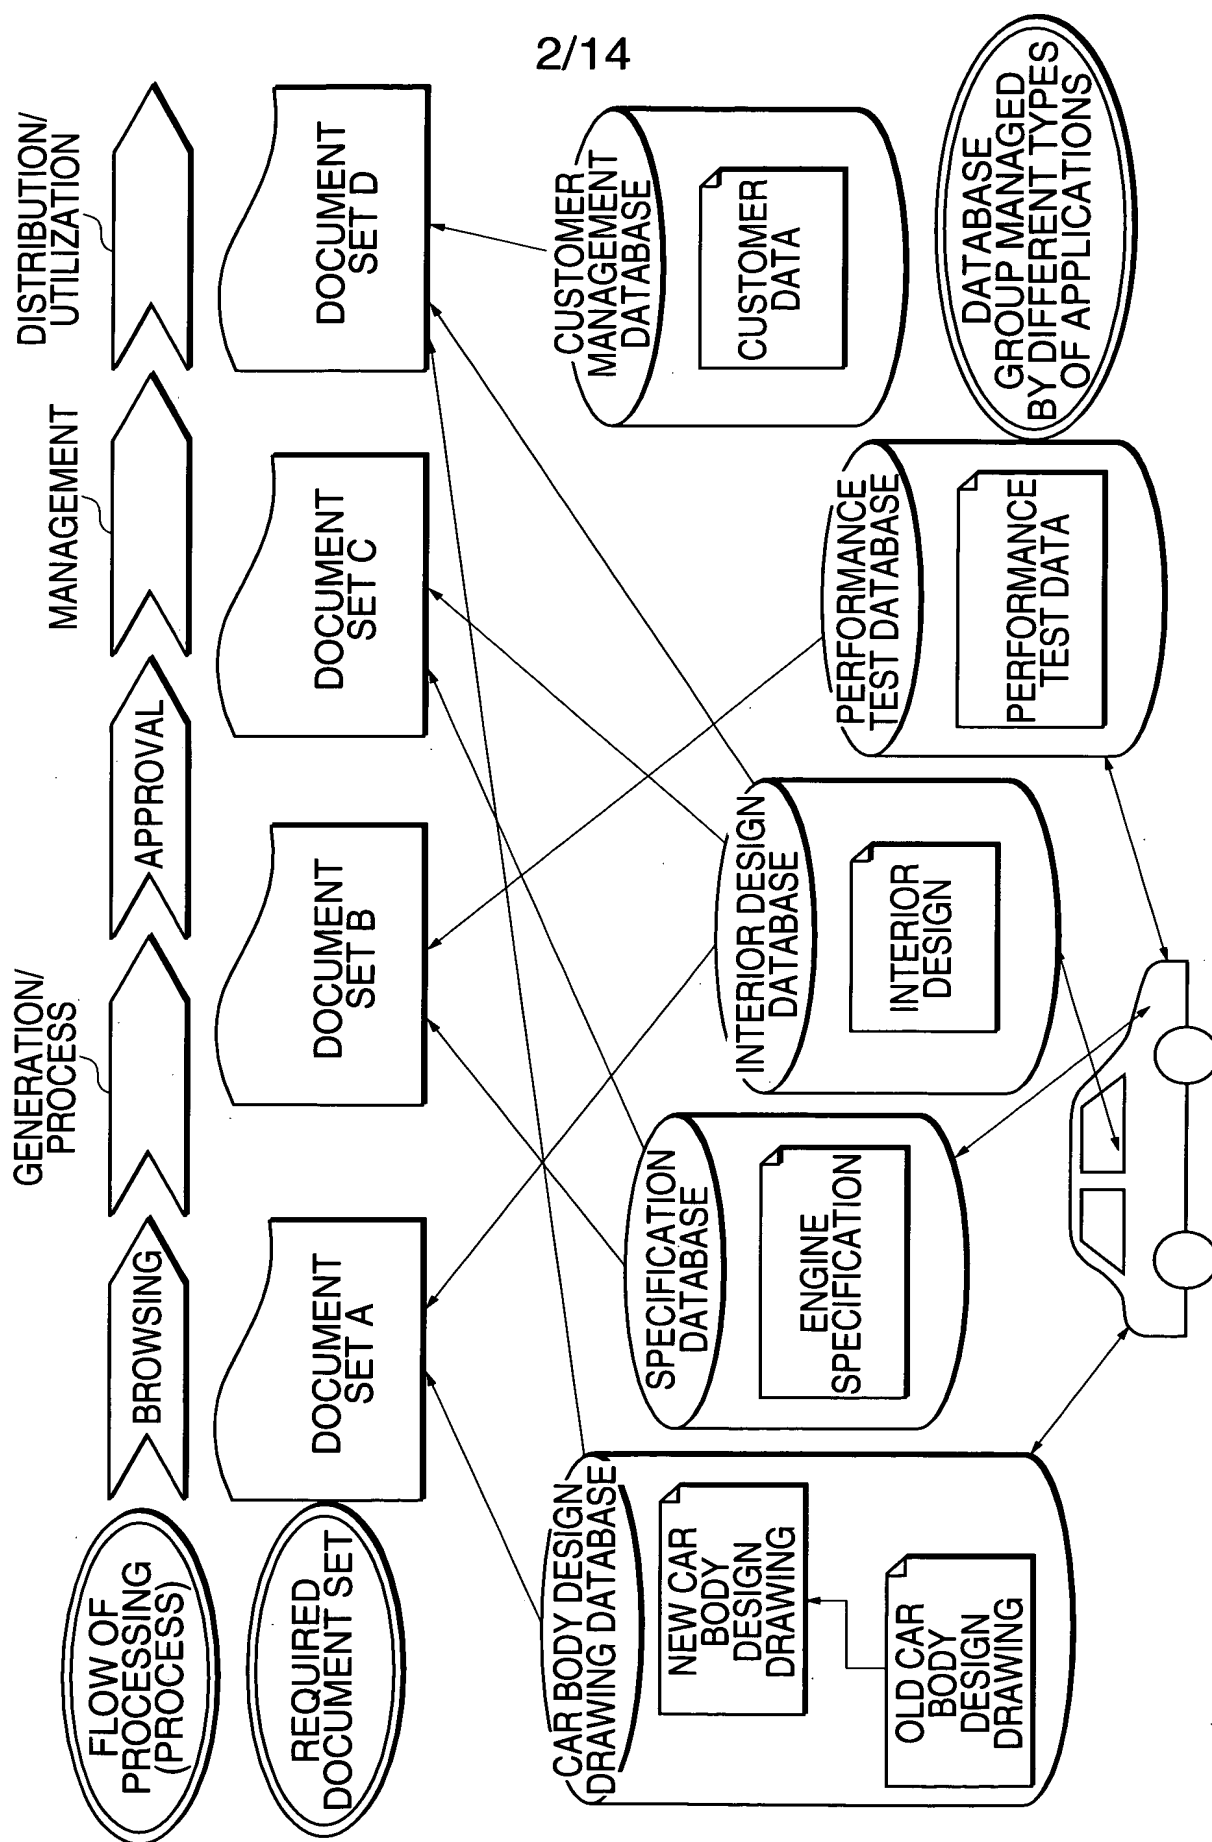 2/14
FLOW OF
PROCESSING
(PROCESS)
BROWSING
GENERATION/
PROCESS
APPROVAL
MANAGEMENT
DISTRIBUTION/
UTILIZATION
REQUIRED
DOCUMENT SET
DOCUMENT
SET A
DOCUMENT
SET B
DOCUMENT
SET C
DOCUMENT
SET D
CAR BODY DESIGN
DRAWING DATABASE
NEW CAR
BODY
DESIGN
DRAWING
OLD CAR
BODY
DESIGN
DRAWING
SPECIFICATION
DATABASE
ENGINE
SPECIFICATION
INTERIOR DESIGN
DATABASE
INTERIOR
DESIGN
PERFORMANCE
TEST DATABASE
PERFORMANCE
TEST DATA
CUSTOMER
MANAGEMENT
DATABASE
CUSTOMER
DATA
DATABASE
GROUP MANAGED
BY DIFFERENT TYPES
OF APPLICATIONS